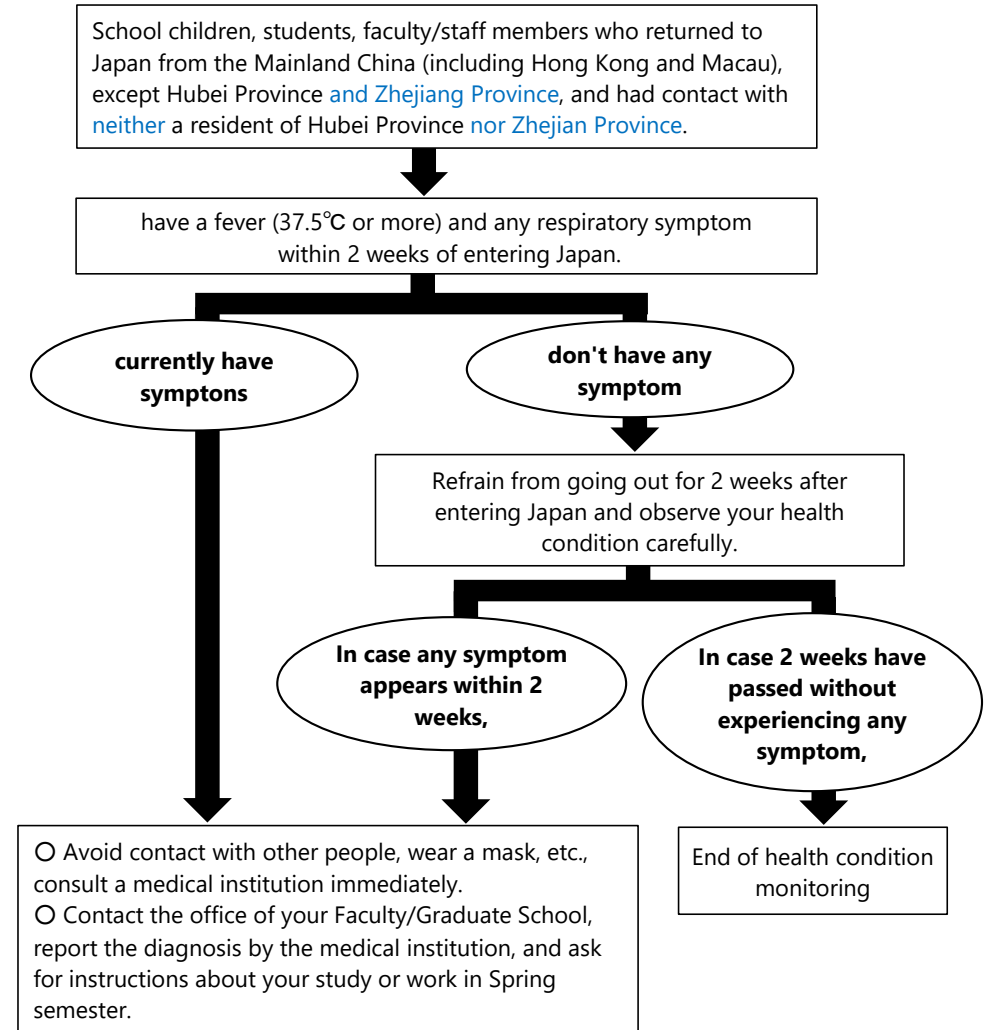 School children, students, faculty/staff members who returned to
Japan from the Mainland China (including Hong Kong and Macau),
except Hubei Province and Zhejiang Province, and had contact with
neither a resident of Hubei Province nor Zhejian Province.
have a fever (37.5℃ or more) and any respiratory symptom
within 2 weeks of entering Japan.
currently have
symptons
don't have any
symptom
Refrain from going out for 2 weeks after
entering Japan and observe your health
condition carefully.
In case any symptom
appears within 2
weeks,
In case 2 weeks have
passed without
experiencing any
symptom,
〇 Avoid contact with other people, wear a mask, etc.,
consult a medical institution immediately.
〇 Contact the office of your Faculty/Graduate School,
report the diagnosis by the medical institution, and ask
for instructions about your study or work in Spring
semester.
End of health condition
monitoring